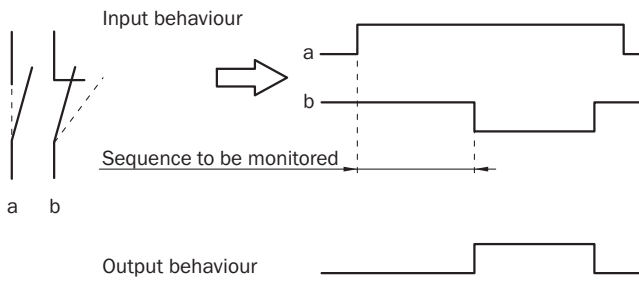 Input behaviour
a
b
Sequence to be monitored
a b
Output behaviour